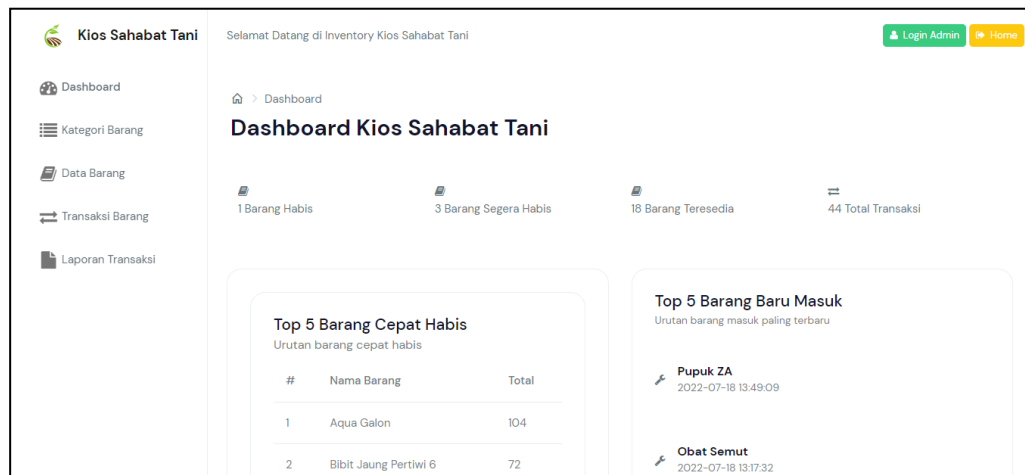 Kios Sahabat Tani
Selamat Datang di Inventory Kios Sahabat Tani
Login Admin
Home
Dashboard
Kategori Barang
Data Barang
Transaksi Barang
Laporan Transaksi
Dashboard
Dashboard Kios Sahabat Tani
1 Barang Habis
3 Barang Segera Habis
18 Barang Teresedia
44 Total Transaksi
Top 5 Barang Cepat Habis
Urutan barang cepat habis
# Nama Barang Total
1 Aqua Galon 104
2 Bibit Jaung Pertiwi 6 72
Top 5 Barang Baru Masuk
Urutan barang masuk paling terbaru
Pupuk ZA
2022-07-18 13:49:09
Obat Semut
2022-07-18 13:17:32